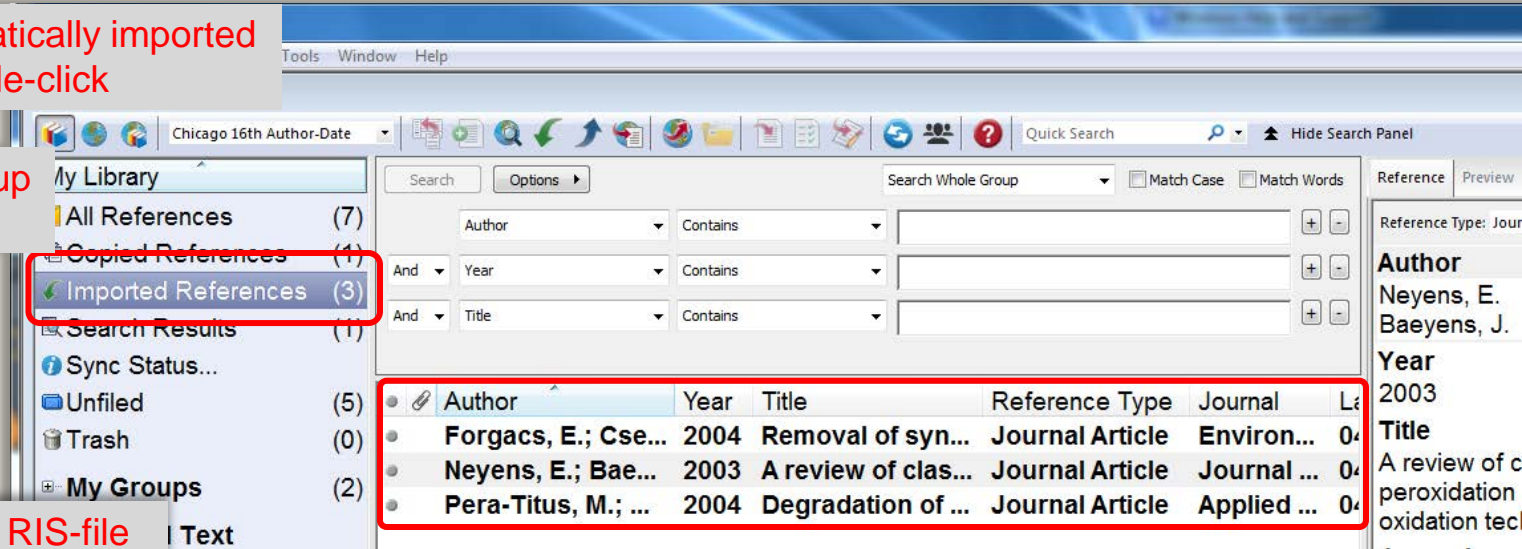 atically imported
le-click
Tools Window Help
Chicago 16th Author-Date
Quick Search
Hide Search Panel
up
My Library
All References (7)
Copied References (1)
Imported References (3)
Search Results (1)
Sync Status...
Unfiled (5)
Trash (0)
My Groups (2)
RIS-file
Text
Search Options Search Whole Group Match Case Match Words
Author Contains + -
And Year Contains + -
And Title Contains + -
Author Year Title Reference Type Journal La
Forgacs, E.; Cse... 2004 Removal of syn... Journal Article Environ... 04
Neyens, E.; Bae... 2003 A review of clas... Journal Article Journal ... 04
Pera-Titus, M.; ... 2004 Degradation of ... Journal Article Applied ... 04
Reference Preview
Reference Type: Jour
Author
Neyens, E.
Baeyens, J.
Year
2003
Title
A review of c
peroxidation
oxidation tec